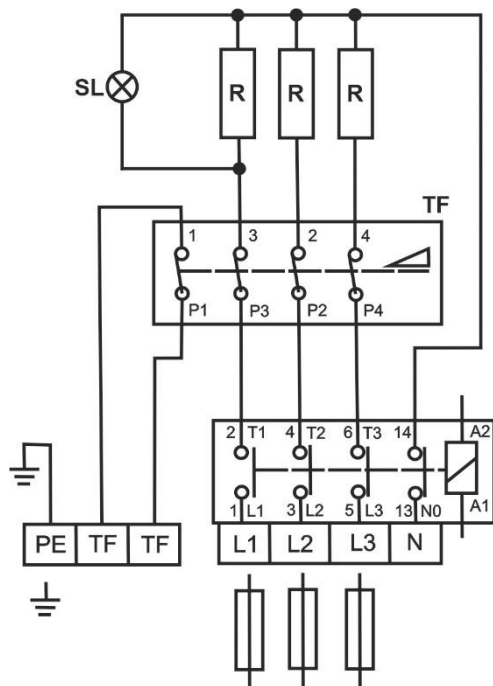 SL
R R R
TF
1 3 2 4
P1 P3 P2 P4
2 T1 4 T2 6 T3 14 A2
1 L1 3 L2 5 L3 13 N0 A1
PE TF TF L1 L2 L3 N